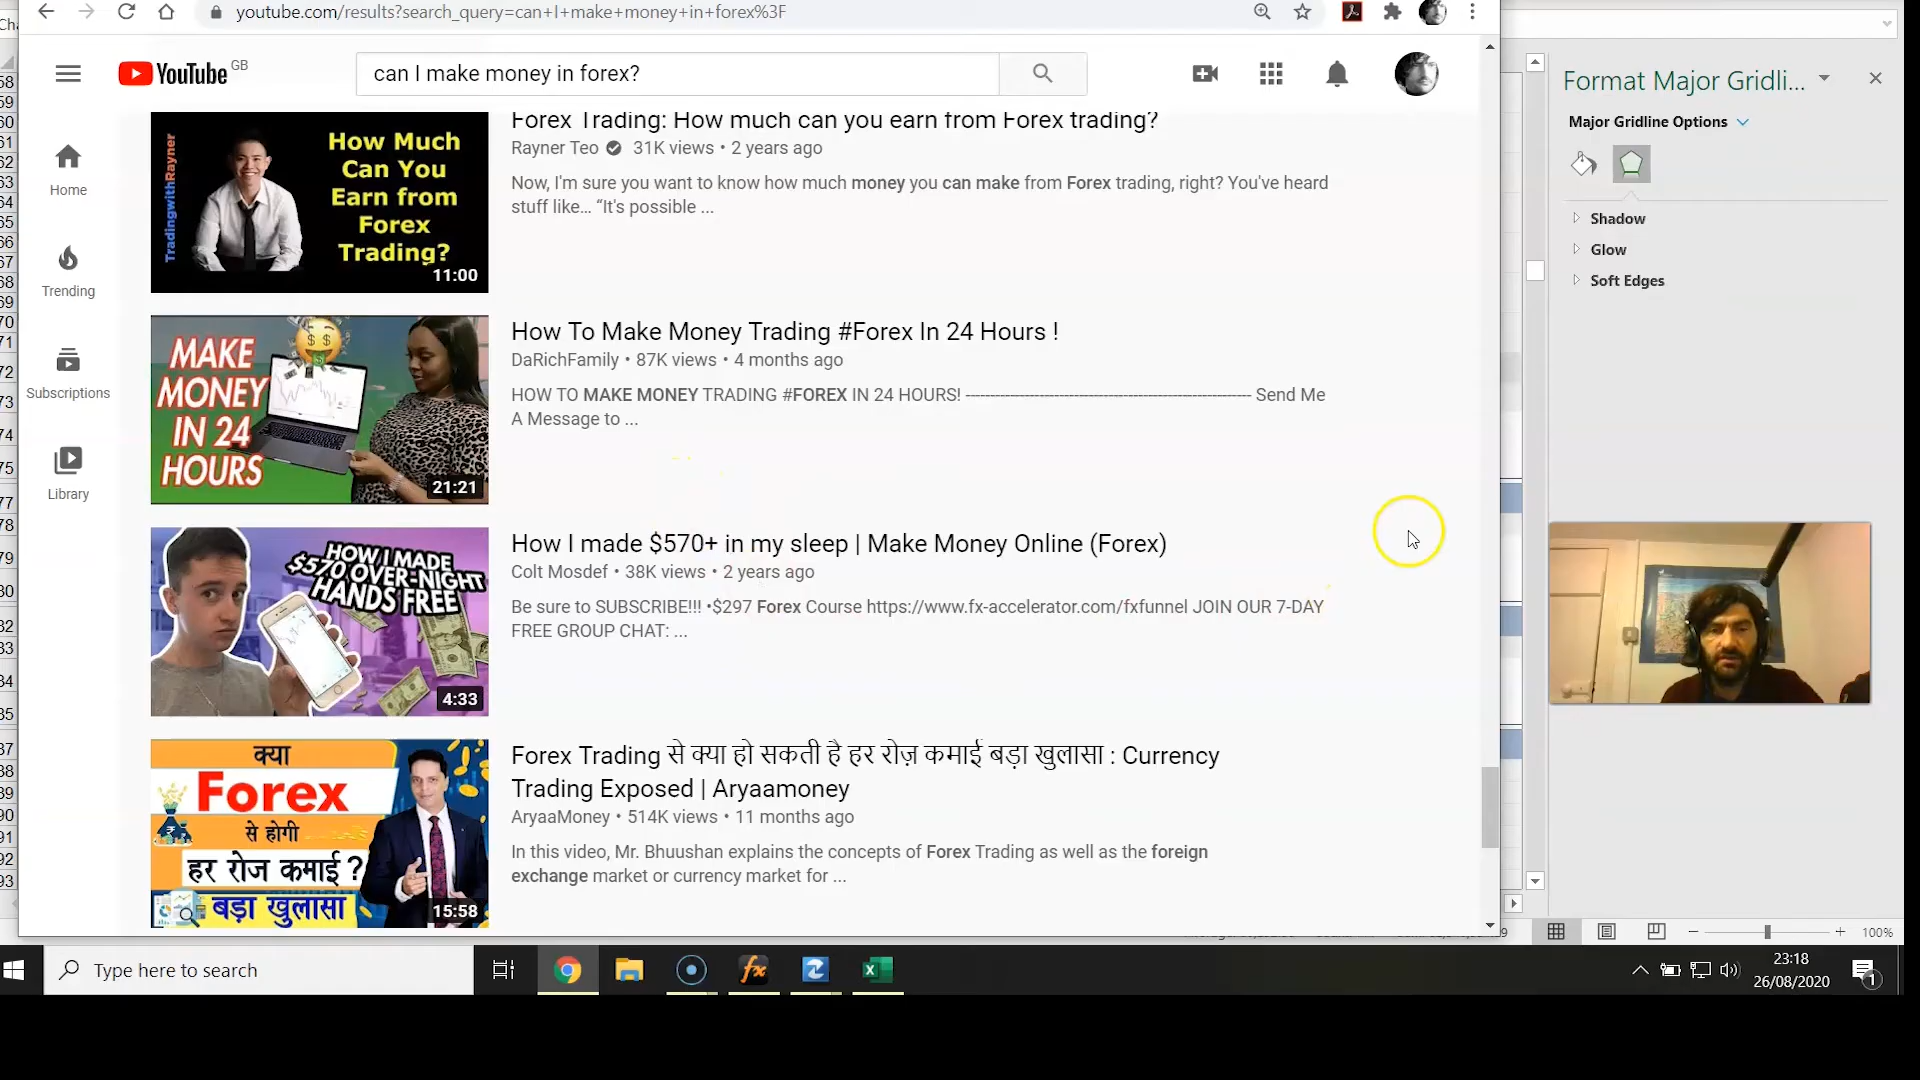 youtube.com/results?search_query=can+I+make+money+in+forex%3F
YouTube GB
can I make money in forex?
Home
Trending
Subscriptions
Library
TradingwithRayner
How Much
Can You
Earn from
Forex
Trading?
11:00
Forex Trading: How much can you earn from Forex trading?
Rayner Teo 31K views • 2 years ago
Now, I'm sure you want to know how much money you can make from Forex trading, right? You've heard
stuff like... “It's possible ...
MAKE
MONEY
IN 24
HOURS
21:21
How To Make Money Trading #Forex In 24 Hours !
DaRichFamily • 87K views • 4 months ago
HOW TO MAKE MONEY TRADING #FOREX IN 24 HOURS! ---------------------------------------------------------- Send Me
A Message to ...
HOW I MADE
$570 OVER-NIGHT
HANDS FREE
4:33
How I made $570+ in my sleep | Make Money Online (Forex)
Colt Mosdef • 38K views • 2 years ago
Be sure to SUBSCRIBE!!! •$297 Forex Course https://www.fx-accelerator.com/fxfunnel JOIN OUR 7-DAY
FREE GROUP CHAT: ...
क्या
Forex
से होगी
हर रोज कमाई ?
बड़ा खुलासा
15:58
Forex Trading से क्या हो सकती है हर रोज़ कमाई बड़ा खुलासा : Currency
Trading Exposed | Aryaamoney
AryaaMoney • 514K views • 11 months ago
In this video, Mr. Bhuushan explains the concepts of Forex Trading as well as the foreign
exchange market or currency market for ...
Format Major Gridli...
Major Gridline Options
Shadow
Glow
Soft Edges
100%
Type here to search
23:18
26/08/2020
1